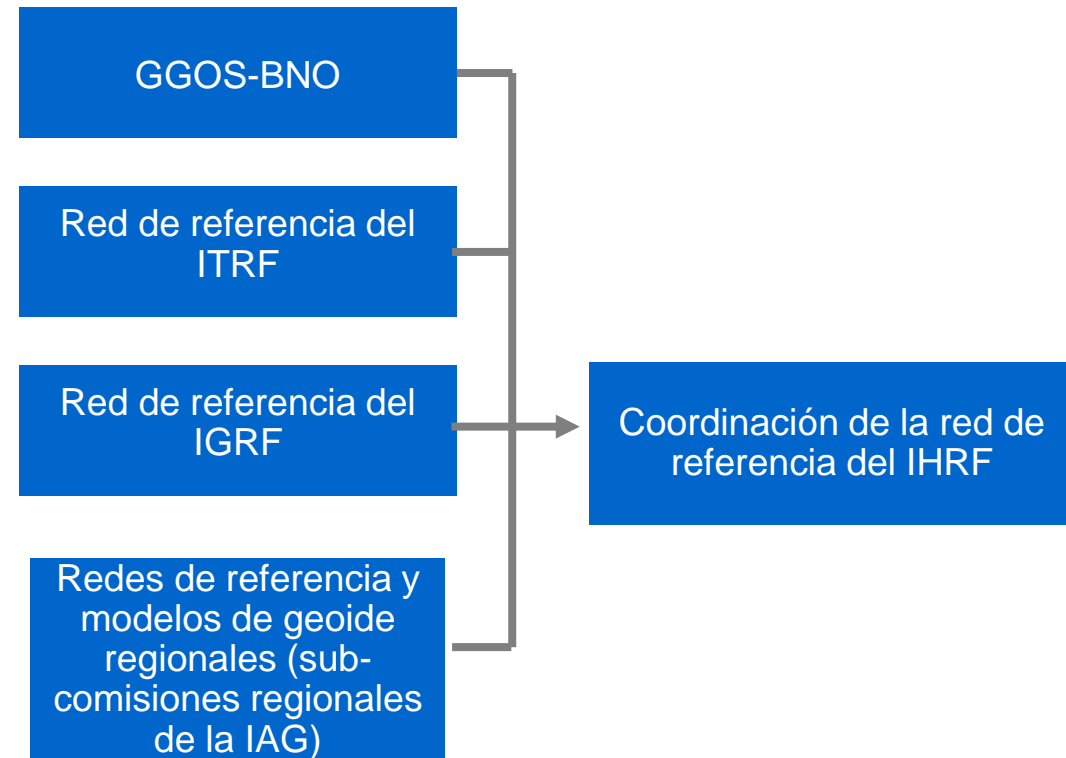 GGOS-BNO
Red de referencia del
ITRF
Red de referencia del
IGRF
Coordinación de la red de
referencia del IHRF
Redes de referencia y
modelos de geoide
regionales (sub-
comisiones regionales
de la IAG)